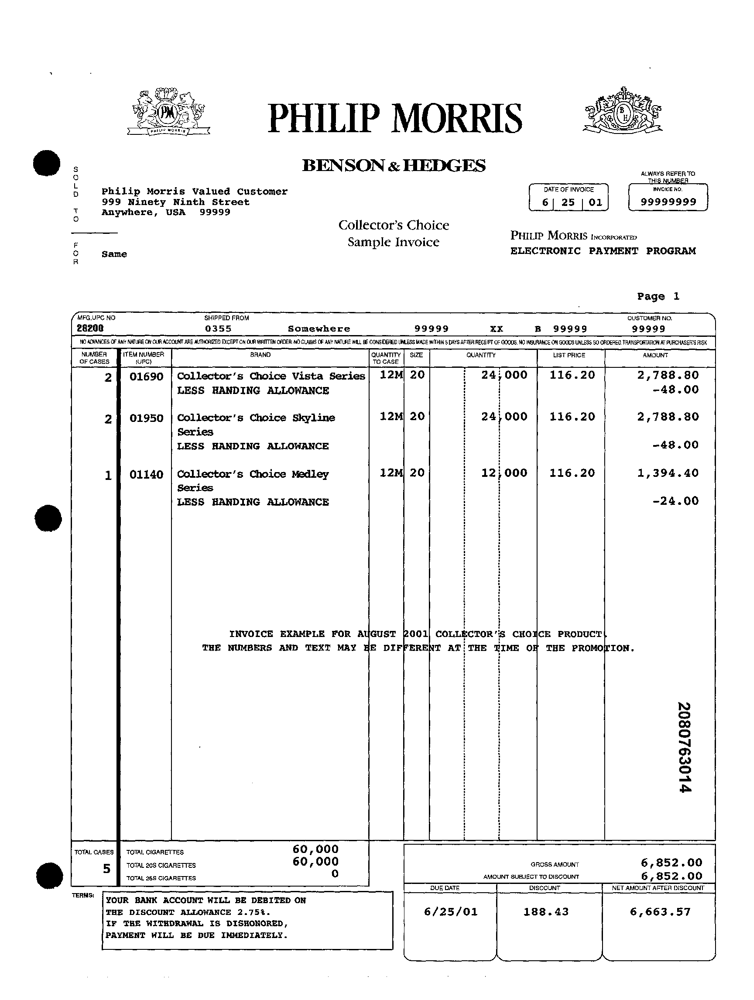 PM
PHILIP MORRIS
PHILIP MORRIS
B H
BENSON & HEDGES
SOLD TO
Philip Morris Valued Customer
999 Ninety Ninth Street
Anywhere, USA 99999
FOR
Same
Collector's Choice
Sample Invoice
ALWAYS REFER TO
THIS NUMBER
DATE OF INVOICE
6 25 01
INVOICE NO.
99999999
PHILIP MORRIS INCORPORATED
ELECTRONIC PAYMENT PROGRAM
Page 1
MFG. UPC NO SHIPPED FROM CUSTOMER NO.
28200 0355 Somewhere 99999 XX B 99999 99999
NO ADVANCES OF ANY NATURE ON OUR ACCOUNT ARE AUTHORIZED EXCEPT ON OUR WRITTEN ORDER. NO CLAIMS OF ANY NATURE WILL BE CONSIDERED UNLESS MADE WITHIN 5 DAYS AFTER RECEIPT OF GOODS. NO INSURANCE ON GOODS UNLESS SO ORDERED. TRANSPORTATION AT PURCHASER'S RISK
NUMBER OF CASES ITEM NUMBER (UPC) BRAND QUANTITY TO CASE SIZE QUANTITY LIST PRICE AMOUNT
2 01690 Collector's Choice Vista Series 12M 20 24,000 116.20 2,788.80
LESS HANDING ALLOWANCE -48.00
2 01950 Collector's Choice Skyline 12M 20 24,000 116.20 2,788.80
Series
LESS HANDING ALLOWANCE -48.00
1 01140 Collector's Choice Medley 12M 20 12,000 116.20 1,394.40
Series
LESS HANDING ALLOWANCE -24.00
INVOICE EXAMPLE FOR AUGUST 2001 COLLECTOR'S CHOICE PRODUCT.
THE NUMBERS AND TEXT MAY BE DIFFERENT AT THE TIME OF THE PROMOTION.
2080763014
TOTAL CASES
5
TOTAL CIGARETTES 60,000
TOTAL 20S CIGARETTES 60,000
TOTAL 25S CIGARETTES 0
GROSS AMOUNT 6,852.00
AMOUNT SUBJECT TO DISCOUNT 6,852.00
DUE DATE DISCOUNT NET AMOUNT AFTER DISCOUNT
6/25/01 188.43 6,663.57
TERMS:
YOUR BANK ACCOUNT WILL BE DEBITED ON
THE DISCOUNT ALLOWANCE 2.75%.
IF THE WITHDRAWAL IS DISHONORED,
PAYMENT WILL BE DUE IMMEDIATELY.